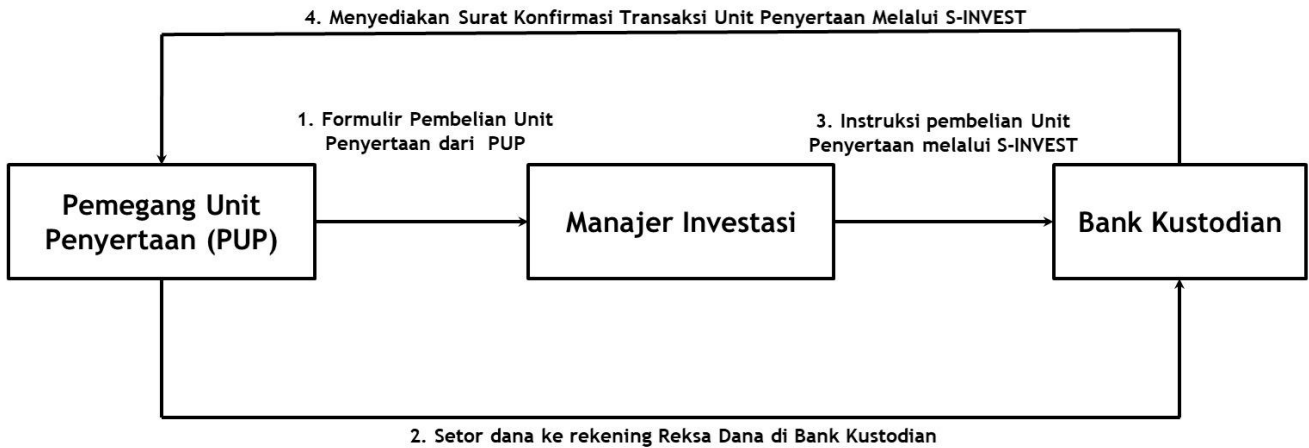 4. Menyediakan Surat Konfirmasi Transaksi Unit Penyertaan Melalui S-INVEST
1. Formulir Pembelian Unit
Penyertaan dari PUP
3. Instruksi pembelian Unit
Penyertaan melalui S-INVEST
Pemegang Unit
Penyertaan (PUP)
Manajer Investasi
Bank Kustodian
2. Setor dana ke rekening Reksa Dana di Bank Kustodian